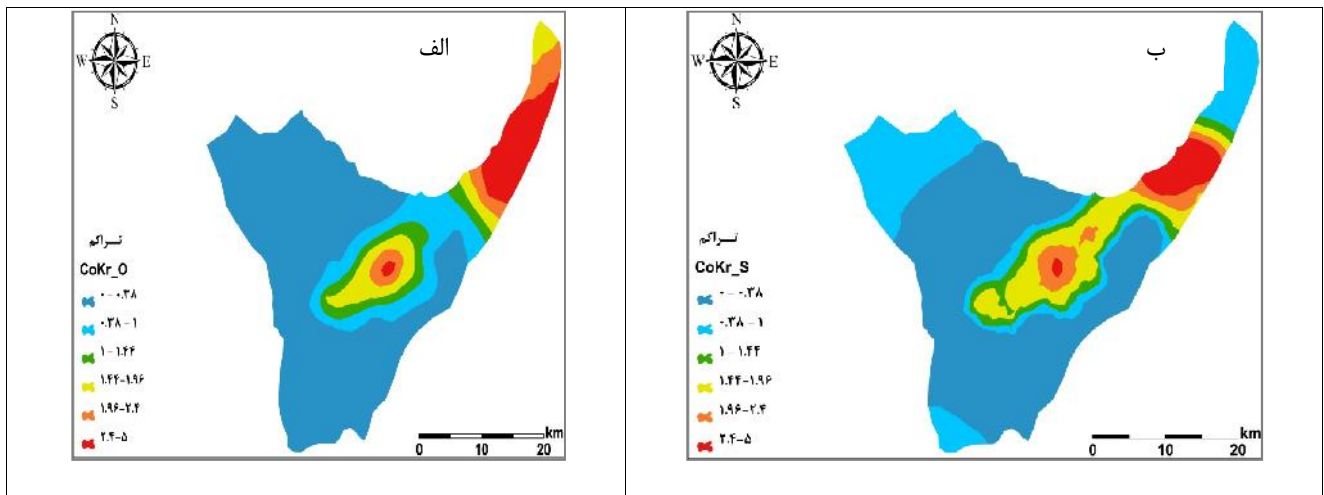 N
W E
S
الف
تراکم
CoKr_O
۰ – ۰.۳۸
۰.۳۸ – ۱
۱ – ۱.۴۴
۱.۴۴–۱.۹۶
۱.۹۶–۲.۴
۲.۴–۵
km
0 10 20
N
W E
S
ب
تراکم
CoKr_S
۰ – ۰.۳۸
۰.۳۸ – ۱
۱ – ۱.۴۴
۱.۴۴–۱.۹۶
۱.۹۶–۲.۴
۲.۴–۵
km
0 10 20